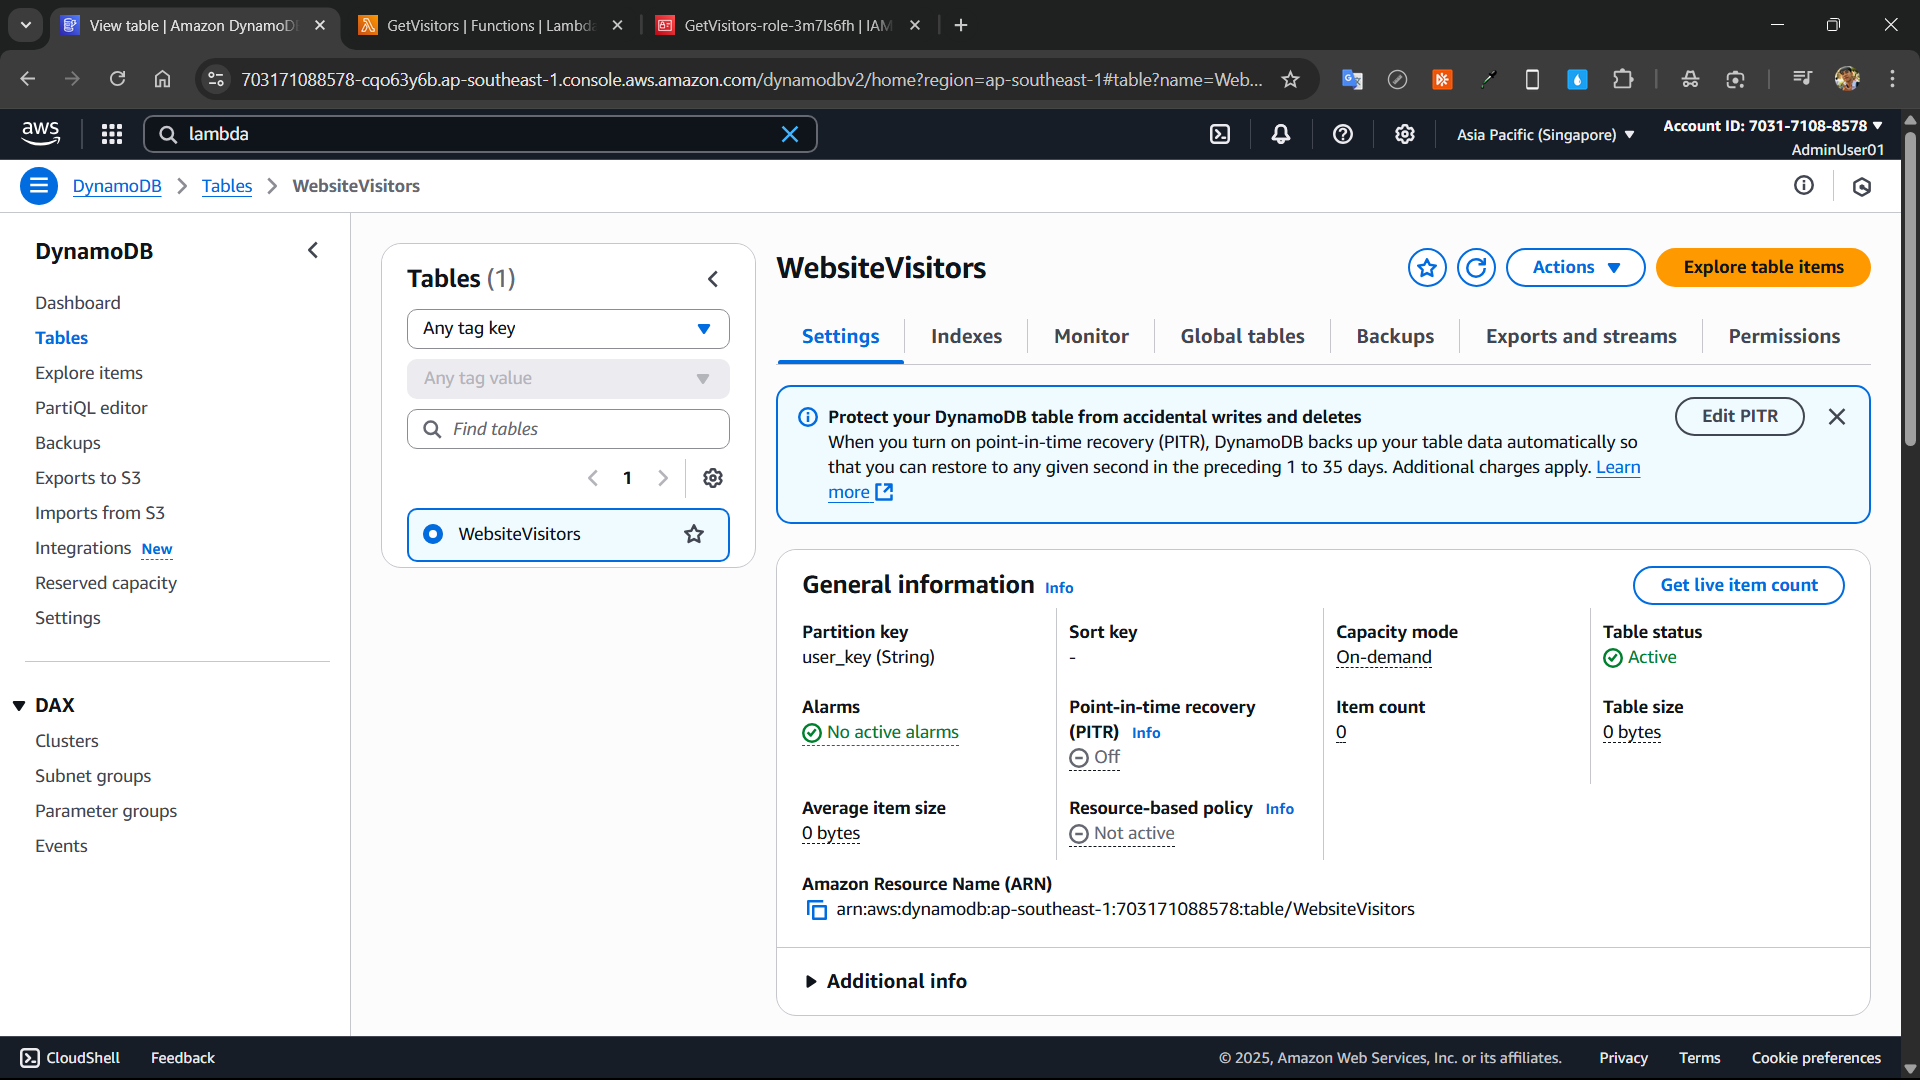 View table | Amazon DynamoDB
GetVisitors | Functions | Lambda
GetVisitors-role-3m7ls6fh | IAM
703171088578-cqo63y6b.ap-southeast-1.console.aws.amazon.com/dynamodbv2/home?region=ap-southeast-1#table?name=Web...
aws
lambda
Asia Pacific (Singapore)
Account ID: 7031-7108-8578
AdminUser01
DynamoDB
Tables
WebsiteVisitors
DynamoDB
Dashboard
Tables
Explore items
PartiQL editor
Backups
Exports to S3
Imports from S3
Integrations New
Reserved capacity
Settings
DAX
Clusters
Subnet groups
Parameter groups
Events
Tables (1)
Any tag key
Any tag value
Find tables
1
WebsiteVisitors
WebsiteVisitors
Actions
Explore table items
Settings
Indexes
Monitor
Global tables
Backups
Exports and streams
Permissions
Protect your DynamoDB table from accidental writes and deletes
When you turn on point-in-time recovery (PITR), DynamoDB backs up your table data automatically so
that you can restore to any given second in the preceding 1 to 35 days. Additional charges apply. Learn
more
Edit PITR
General information Info
Get live item count
Partition key
user_key (String)
Sort key
-
Capacity mode
On-demand
Table status
Active
Alarms
No active alarms
Point-in-time recovery
(PITR) Info
Off
Item count
0
Table size
0 bytes
Average item size
0 bytes
Resource-based policy Info
Not active
Amazon Resource Name (ARN)
arn:aws:dynamodb:ap-southeast-1:703171088578:table/WebsiteVisitors
Additional info
CloudShell
Feedback
© 2025, Amazon Web Services, Inc. or its affiliates.
Privacy
Terms
Cookie preferences